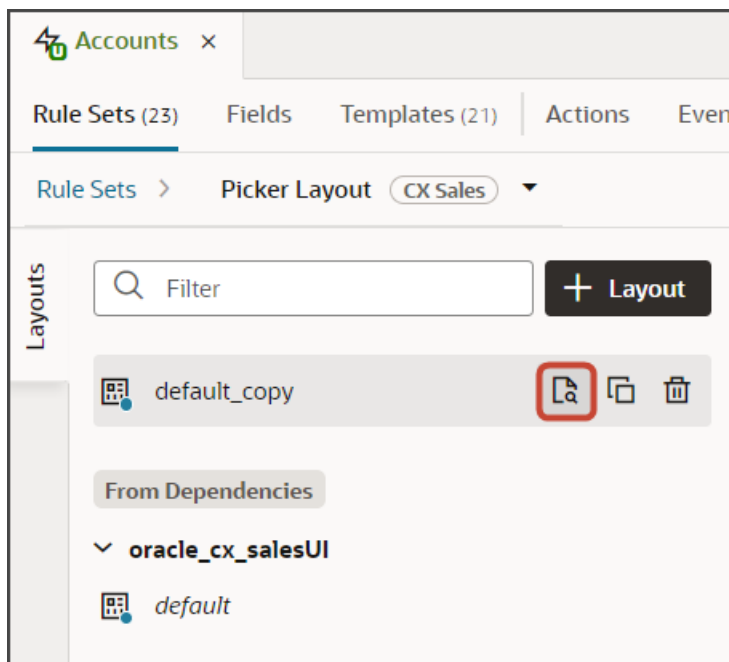 Accounts ×
Rule Sets (23) Fields Templates (21) Actions Even
Rule Sets > Picker Layout CX Sales
Layouts
Filter
+ Layout
default_copy
From Dependencies
oracle_cx_salesUI
default